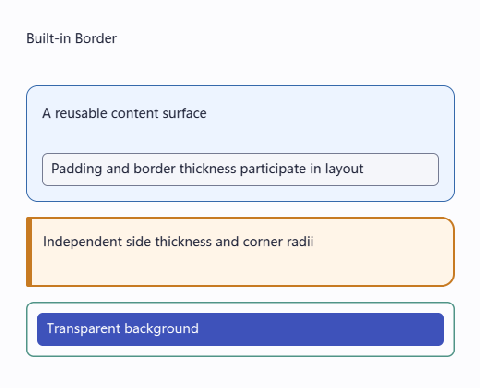 Built-in Border
A reusable content surface
Padding and border thickness participate in layout
Independent side thickness and corner radii
Transparent background